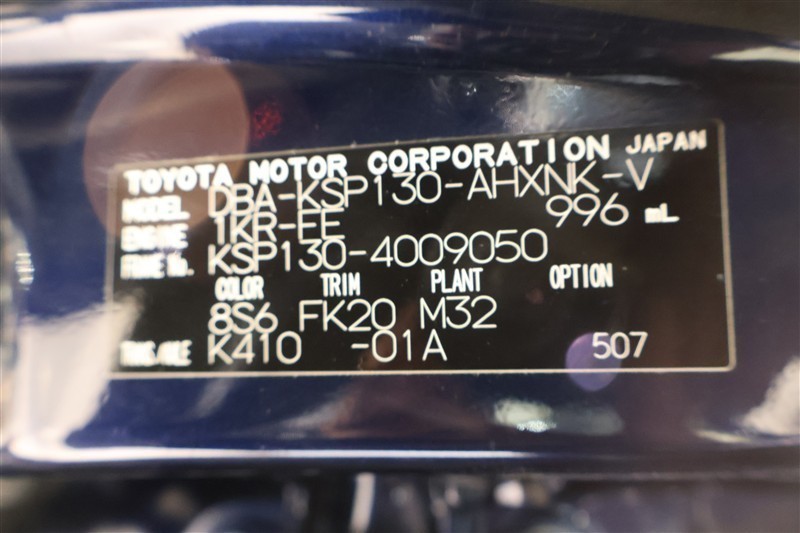 TOYOTA MOTOR CORPORATION JAPAN
MODEL DBA-KSP130-AHXNK-V
ENGINE 1KR-FE 996 mL
FRAME No. KSP130-4009050
COLOR TRIM PLANT OPTION
8S6 FK20 M32
TRANS/AXLE K410 -01A 507